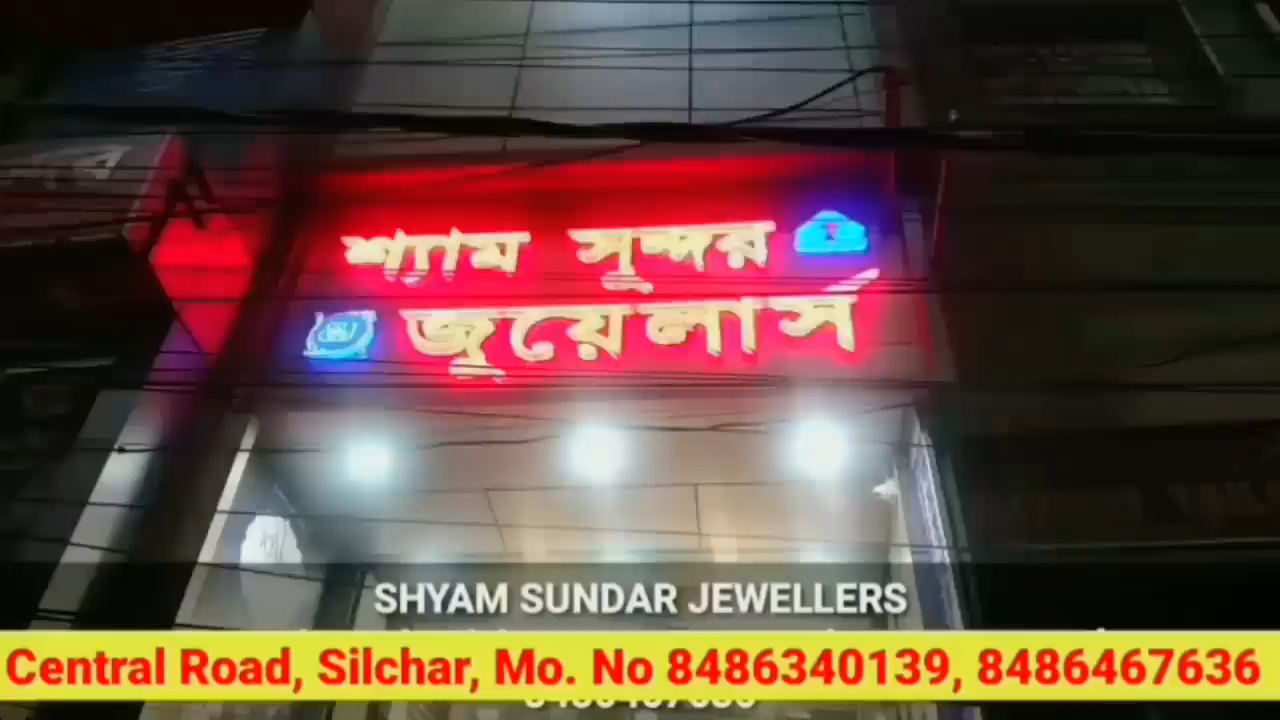 শ্যাম সুন্দর
জুয়েলার্স
SHYAM SUNDAR JEWELLERS
Central Road, Silchar, Mo. No 8486340139, 8486467636